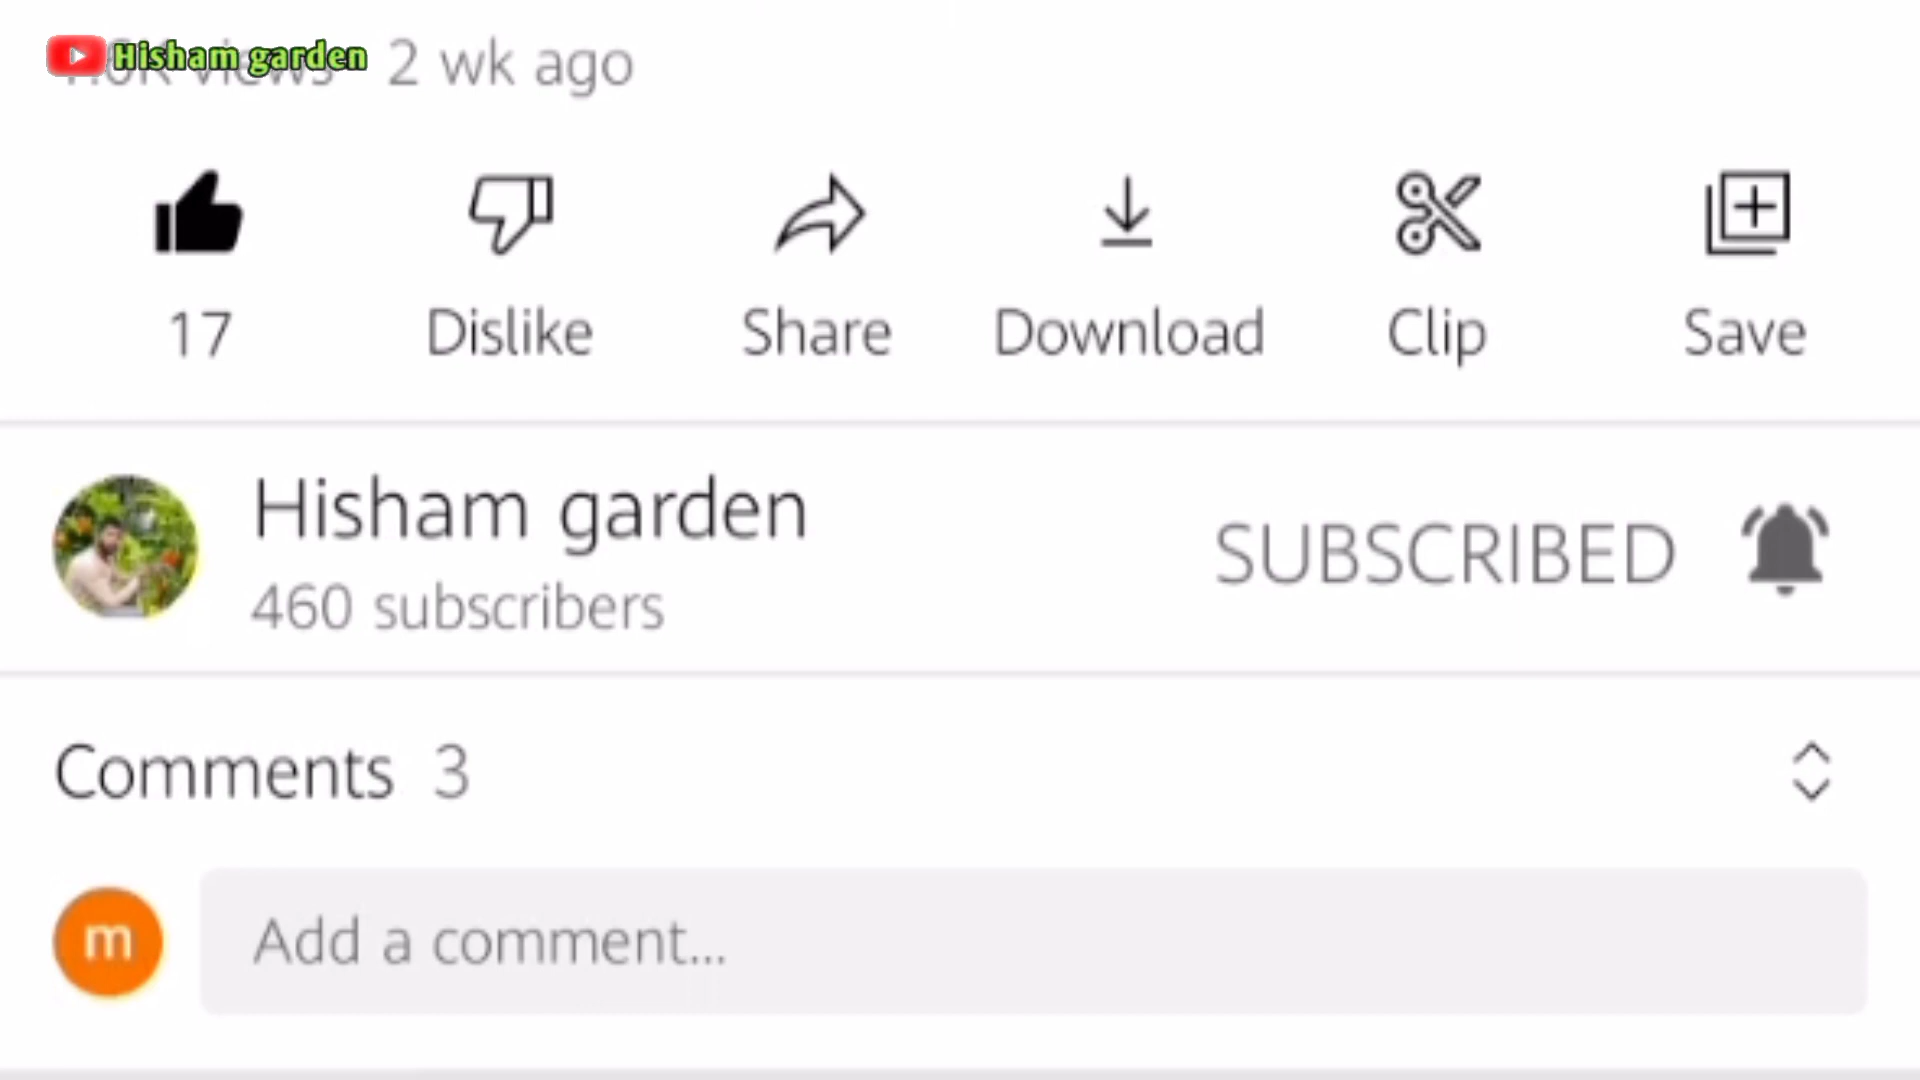 Hisham garden
views 2 wk ago
17 Dislike Share Download Clip Save
Hisham garden
460 subscribers
SUBSCRIBED
Comments 3
m
Add a comment...